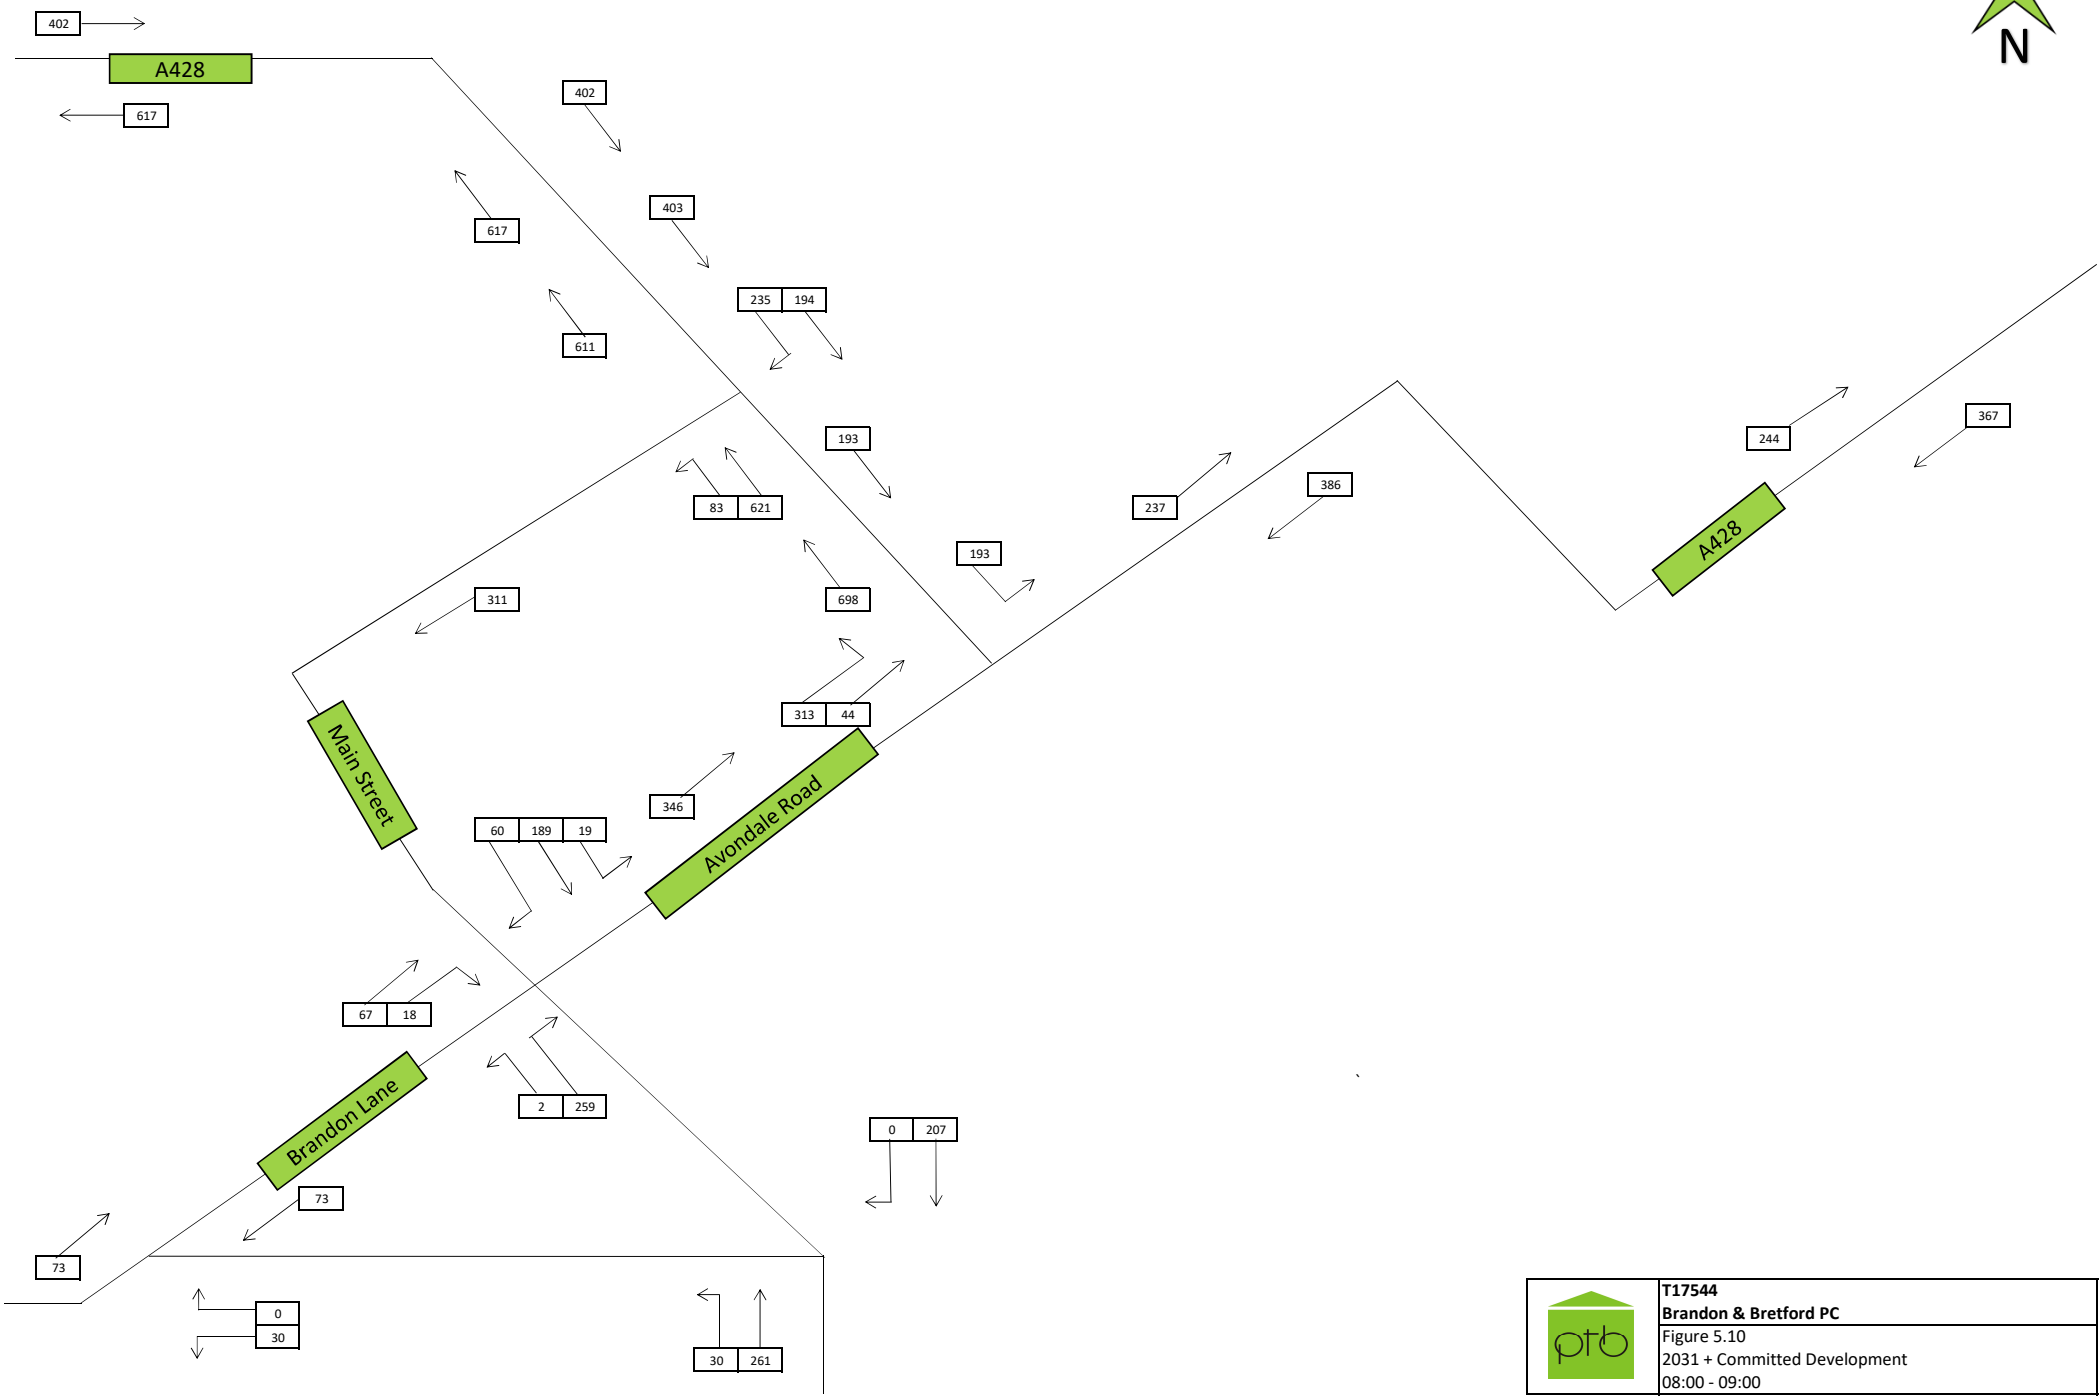 402
N
A428
402
617
403
617
235 194
611
367
193
244
386
83 621
237
A428
193
311
698
313 44
Main Street
346
Avondale Road
60 189 19
67 18
`
2 259
Brandon Lane
0 207
73
73
0
30
30 261
T17544
Brandon & Bretford PC
ptb
Figure 5.10
2031 + Committed Development
08:00 - 09:00